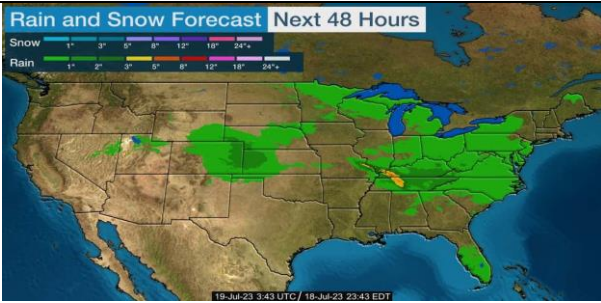 Rain and Snow Forecast Next 48 Hours
Snow 1" 3" 5" 8" 12" 18" 24"+
Rain 1" 2" 3" 5" 8" 12" 18" 24"+
19-Jul-23 3:43 UTC / 18-Jul-23 23:43 EDT